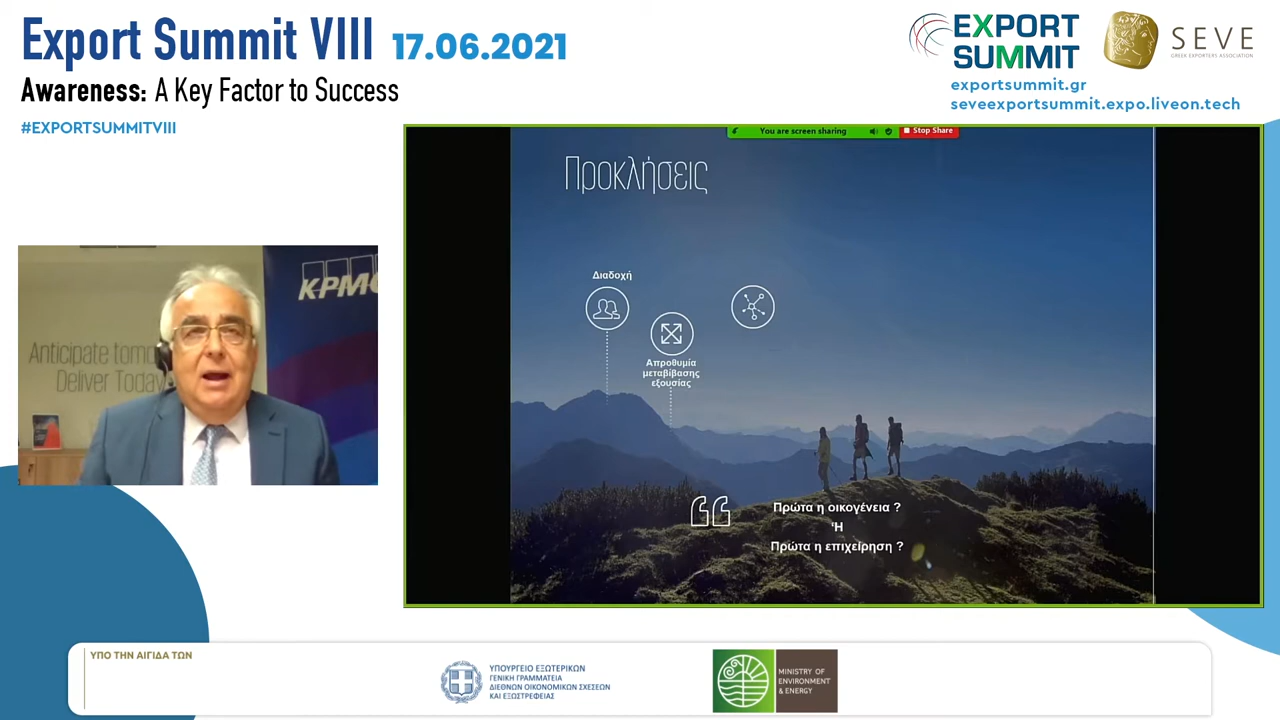 Export Summit VIII 17.06.2021
Awareness: A Key Factor to Success
#EXPORTSUMMITVIII
EXPORT
SUMMIT
SEVE
GREEK EXPORTERS ASSOCIATION
exportsummit.gr
seveexportsummit.expo.liveon.tech
You are screen sharing
Stop Share
Προκλήσεις
Διαδοχή
Απροθυμία
μεταβίβασης
εξουσίας
Πρώτα η οικογένεια ?
Ή
Πρώτα η επιχείρηση ?
KPMG
Anticipate tomo
Deliver Today
ΥΠΟ ΤΗΝ ΑΙΓΙΔΑ ΤΩΝ
ΥΠΟΥΡΓΕΙΟ ΕΞΩΤΕΡΙΚΩΝ
ΓΕΝΙΚΗ ΓΡΑΜΜΑΤΕΙΑ
ΔΙΕΘΝΩΝ ΟΙΚΟΝΟΜΙΚΩΝ ΣΧΕΣΕΩΝ
ΚΑΙ ΕΞΩΣΤΡΕΦΕΙΑΣ
MINISTRY OF
ENVIRONMENT
& ENERGY